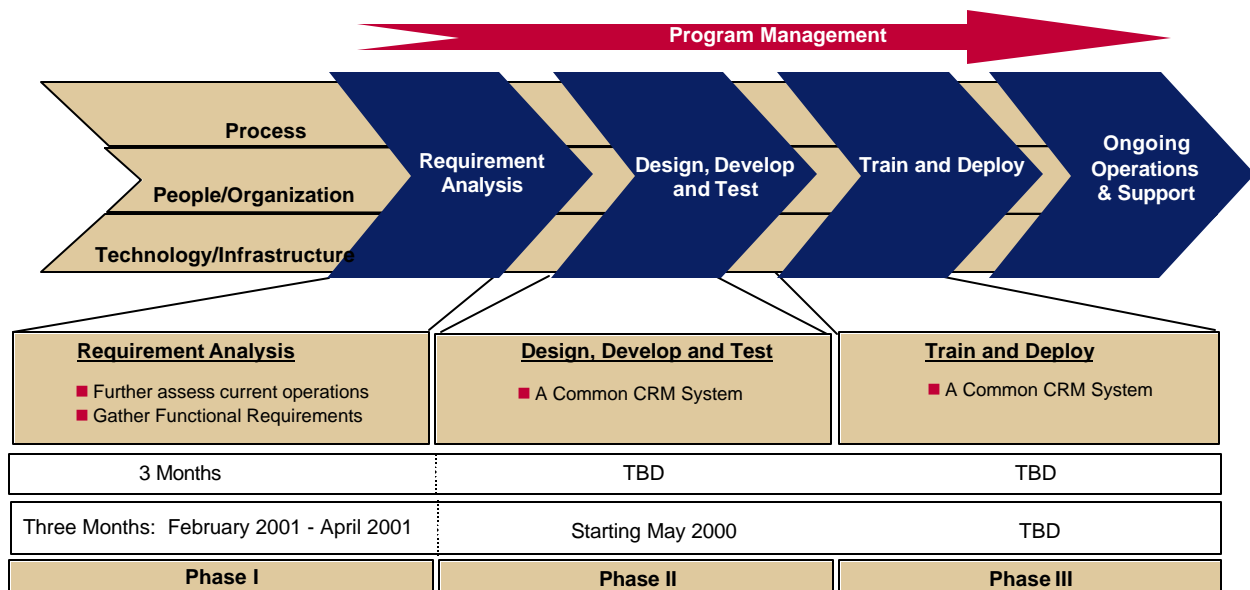 Program Management
Process
People/Organization
Technology/Infrastructure
Requirement
Analysis
Design, Develop
and Test
Train and Deploy
Ongoing
Operations
& Support
Requirement Analysis
Further assess current operations
Gather Functional Requirements
Design, Develop and Test
A Common CRM System
Train and Deploy
A Common CRM System
3 Months
TBD
TBD
Three Months: February 2001 - April 2001
Starting May 2000
TBD
Phase I
Phase II
Phase III